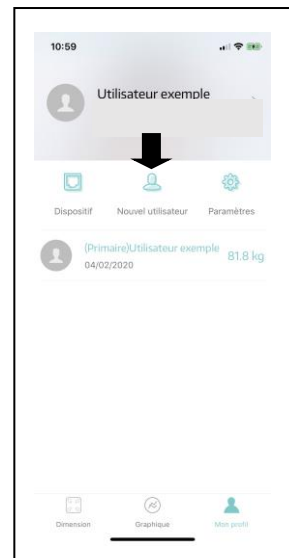 10:59
Utilisateur exemple
Dispositif Nouvel utilisateur Paramètres
(Primaire)Utilisateur exemple 81.8 kg
04/02/2020
Dimension Graphique Mon profil